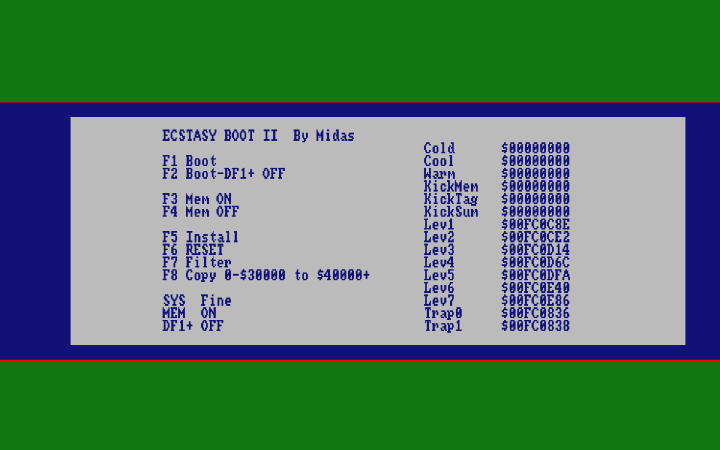 ECSTASY BOOT II  By Midas
Cold $00000000
F1 Boot Cool $00000000
F2 Boot-DF1+ OFF Warm $00000000
KickMem $00000000
F3 Mem ON KickTag $00000000
F4 Mem OFF KickSum $00000000
Lev1 $00FC0C8E
F5 Install Lev2 $00FC0CE2
F6 RESET Lev3 $00FC0D14
F7 Filter Lev4 $00FC0D6C
F8 Copy 0-$30000 to $40000+ Lev5 $00FC0DFA
Lev6 $00FC0E40
SYS Fine Lev7 $00FC0E86
MEM ON Trap0 $00FC0836
DF1+ OFF Trap1 $00FC0838